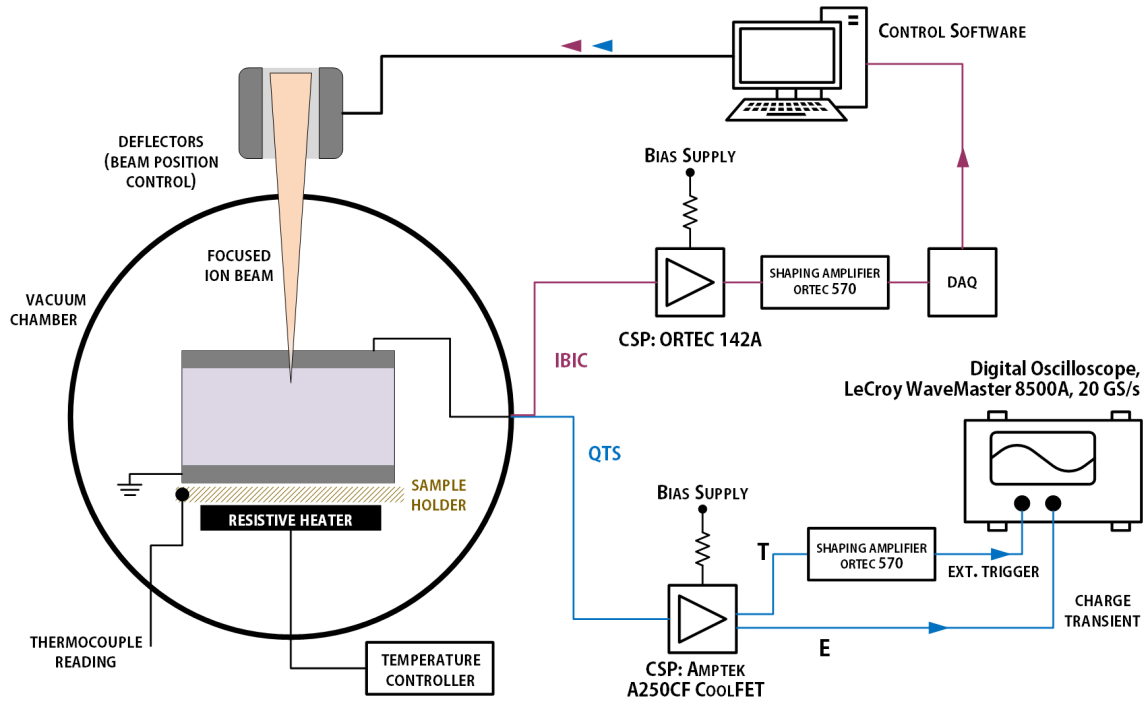 CONTROL SOFTWARE
DEFLECTORS
(BEAM POSITION
CONTROL)
BIAS SUPPLY
FOCUSED
ION BEAM
SHAPING AMPLIFIER
ORTEC 570
DAQ
VACUUM
CHAMBER
CSP: ORTEC 142A
IBIC
Digital Oscilloscope,
LeCroy WaveMaster 8500A, 20 GS/s
QTS
SAMPLE
HOLDER
BIAS SUPPLY
RESISTIVE HEATER
T
SHAPING AMPLIFIER
ORTEC 570
EXT. TRIGGER
CHARGE
TRANSIENT
THERMOCOUPLE
READING
E
TEMPERATURE
CONTROLLER
CSP: AMPTEK
A250CF COOLFET